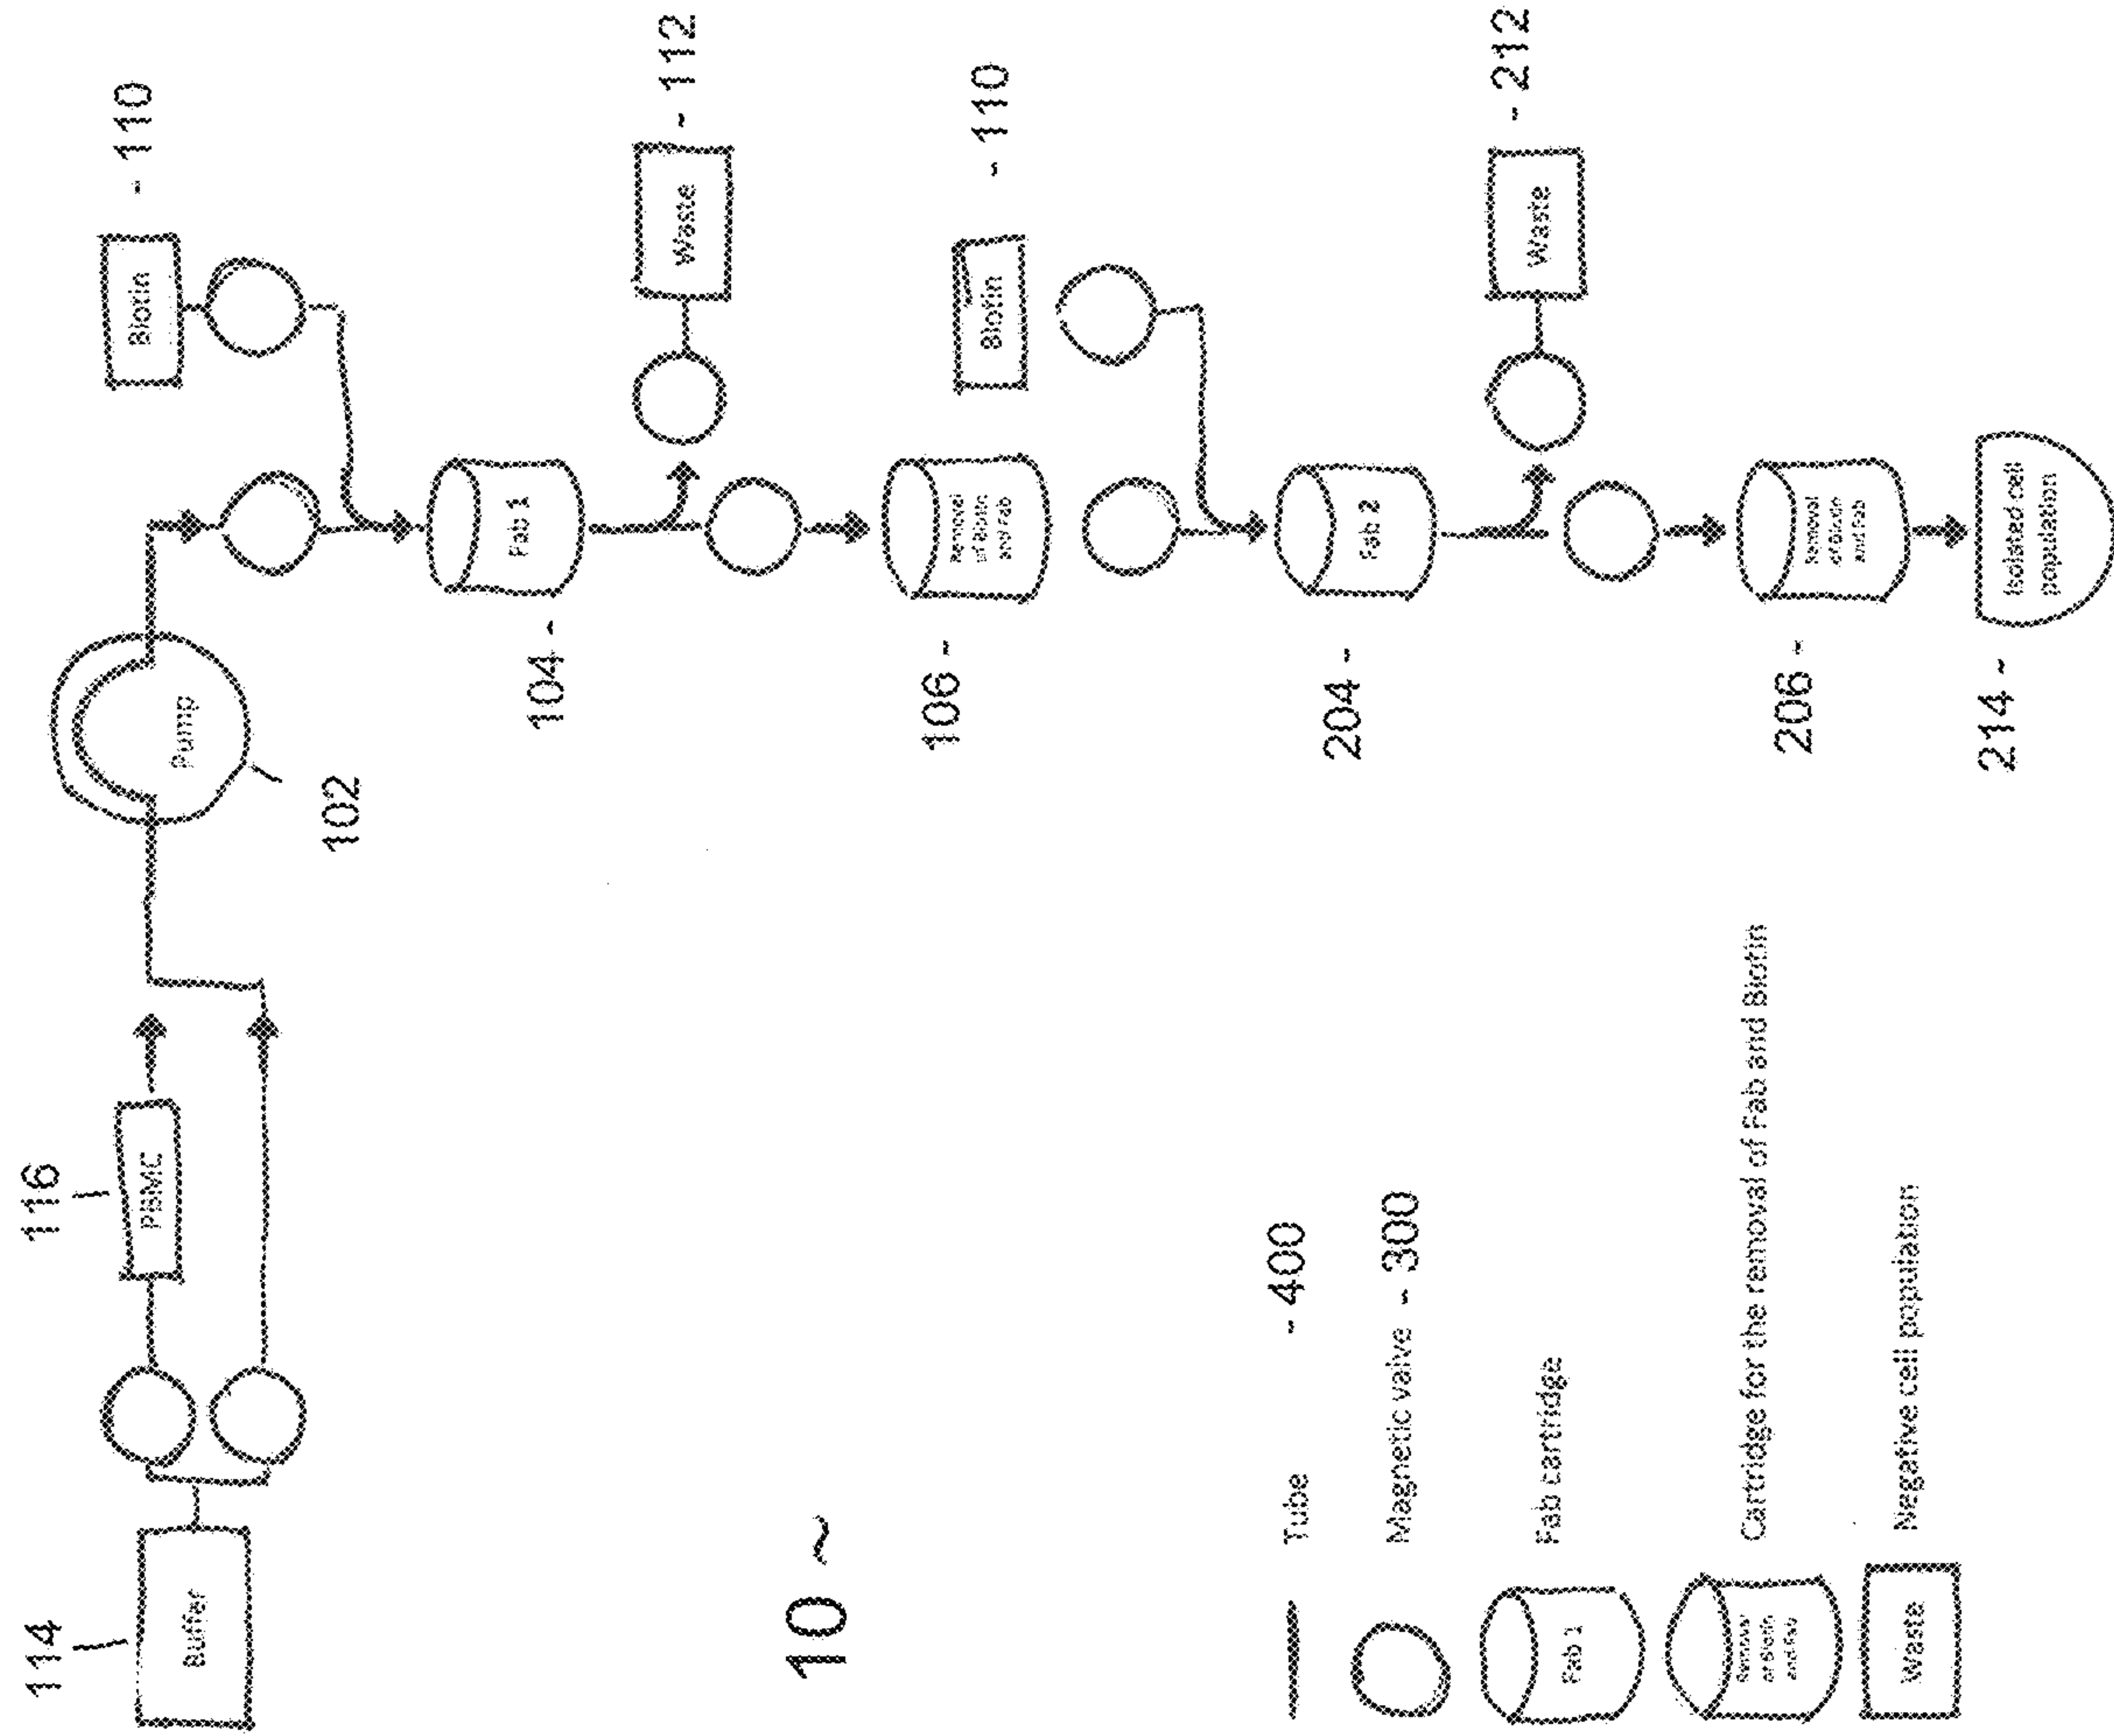 114
Buffer
116
PBMC
Pump
102
Biotin
- 110
104 -
Fab 1
Waste
- 112
106 -
Removal
of Biotin
and Fab
Biotin
- 110
204 -
Fab 2
Waste
- 212
206 -
Removal
of Biotin
and Fab
214 ~
Isolated cell
population
10 ~
Tube - 400
Magnetic valve - 300
Fab 1
Fab cartridge
Removal
of Biotin
and Fab
Cartridge for the removal of Fab and Biotin
Waste
Negative cell population